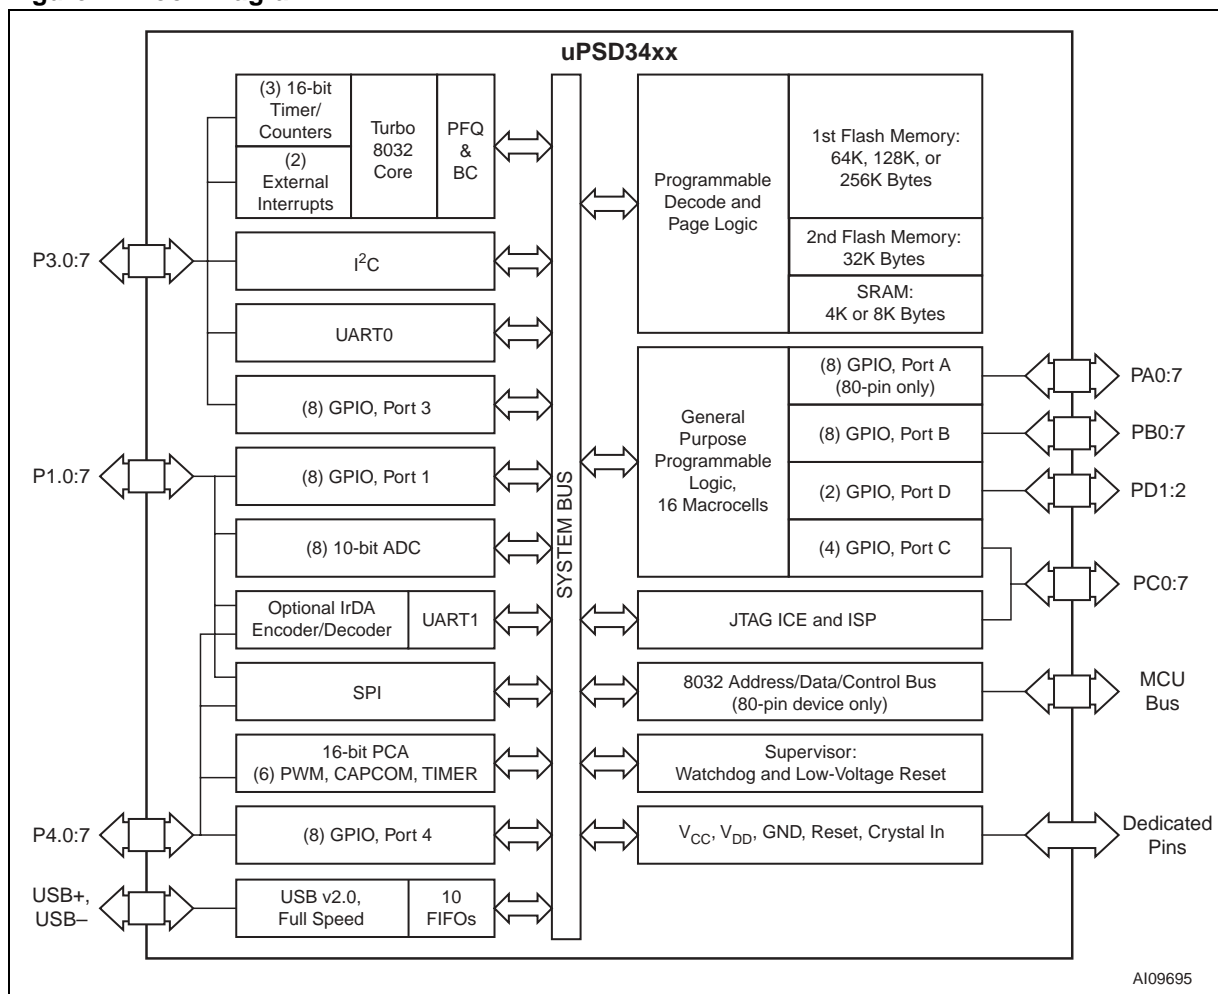 uPSD34xx
(3) 16-bit
Timer/
Counters
(2)
External
Interrupts
Turbo
8032
Core
PFQ
&
BC
P3.0:7
I2C
UART0
(8) GPIO, Port 3
P1.0:7
(8) GPIO, Port 1
(8) 10-bit ADC
Optional IrDA
Encoder/Decoder
UART1
SPI
16-bit PCA
(6) PWM, CAPCOM, TIMER
P4.0:7
(8) GPIO, Port 4
USB+,
USB–
USB v2.0,
Full Speed
10
FIFOs
SYSTEM BUS
Programmable
Decode and
Page Logic
1st Flash Memory:
64K, 128K, or
256K Bytes
2nd Flash Memory:
32K Bytes
SRAM:
4K or 8K Bytes
General
Purpose
Programmable
Logic,
16 Macrocells
(8) GPIO, Port A
(80-pin only)
PA0:7
(8) GPIO, Port B
PB0:7
(2) GPIO, Port D
PD1:2
(4) GPIO, Port C
PC0:7
JTAG ICE and ISP
8032 Address/Data/Control Bus
(80-pin device only)
MCU
Bus
Supervisor:
Watchdog and Low-Voltage Reset
VCC, VDD, GND, Reset, Crystal In
Dedicated
Pins
AI09695